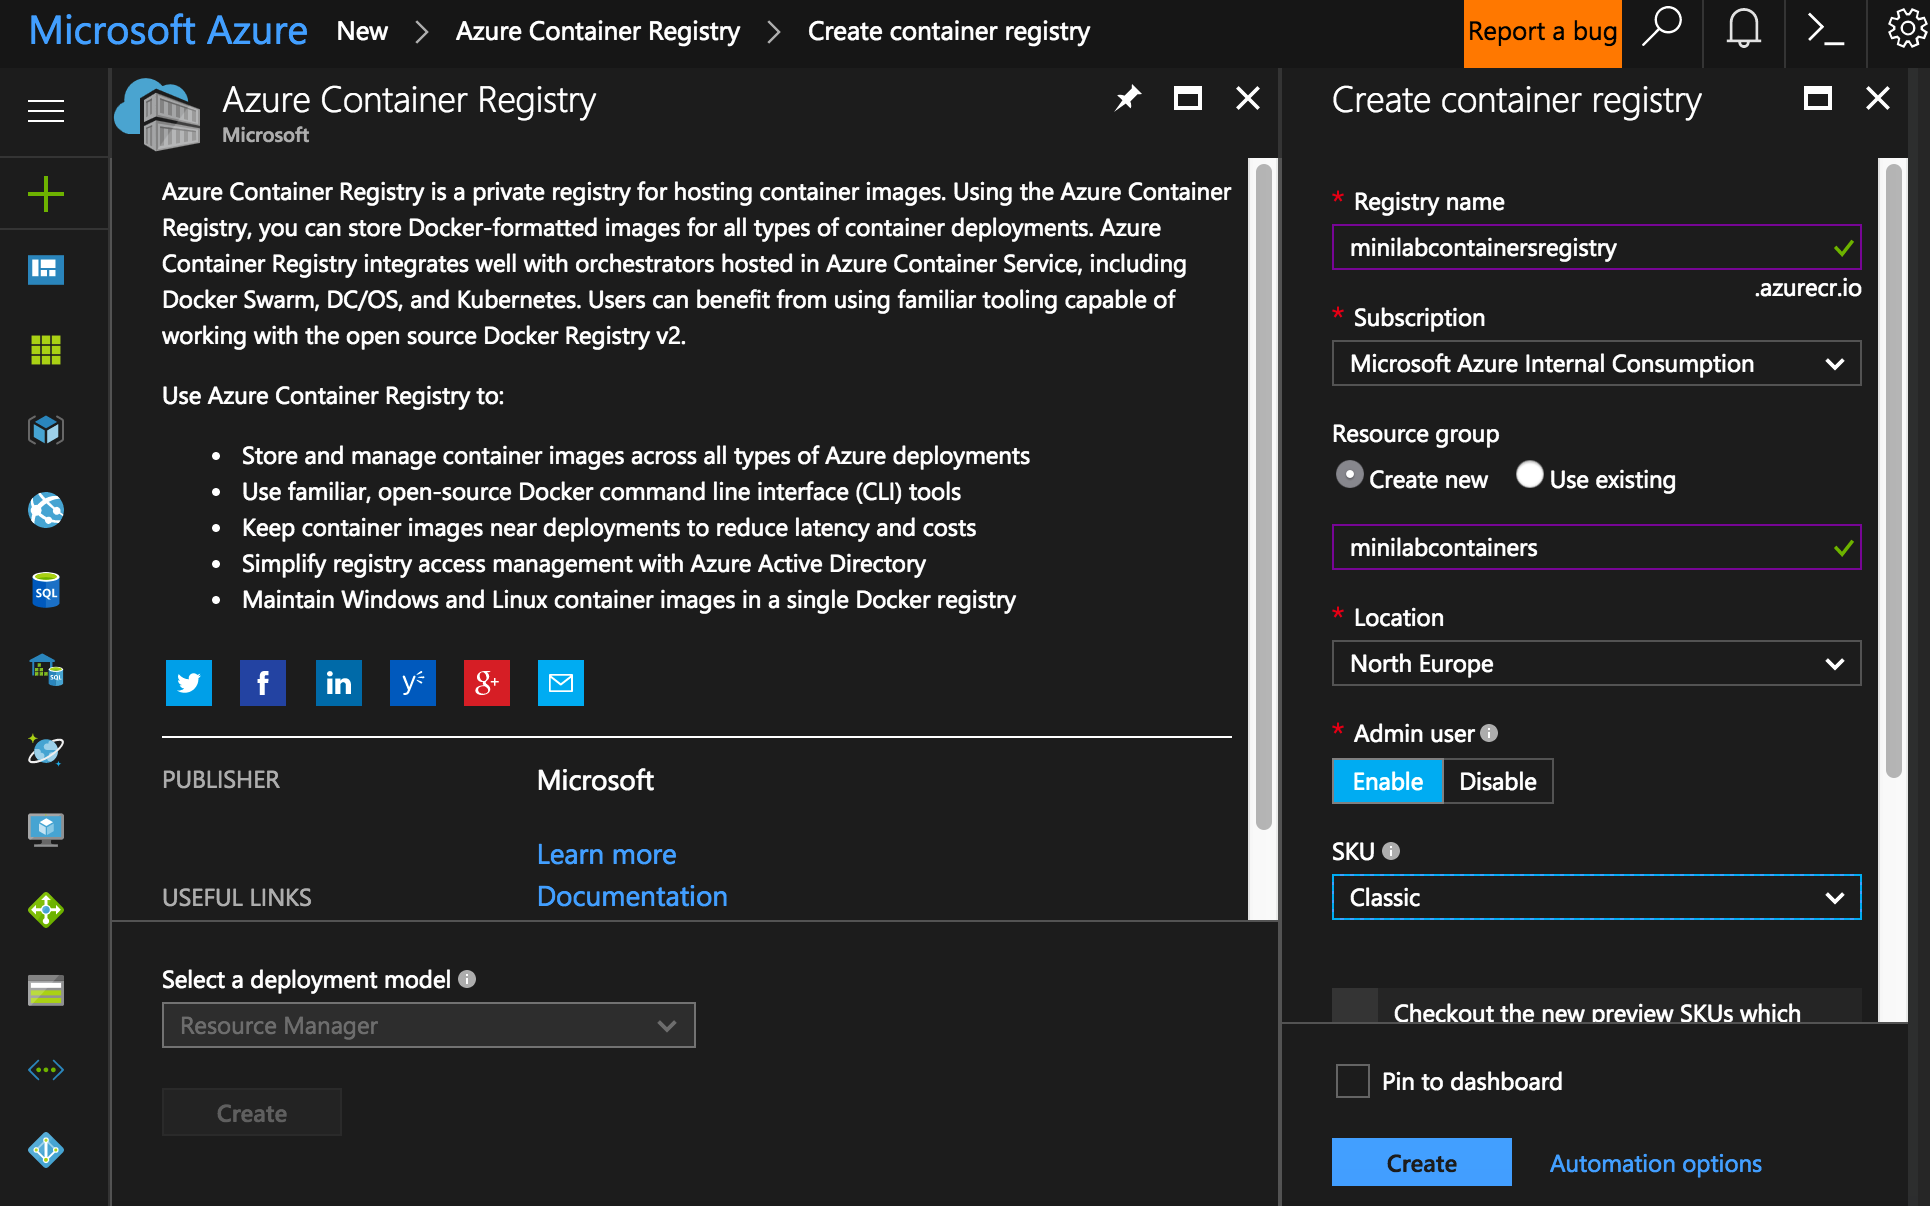 Microsoft Azure New > Azure Container Registry > Create container registry
Report a bug
Azure Container Registry
Microsoft
Azure Container Registry is a private registry for hosting container images. Using the Azure Container
Registry, you can store Docker-formatted images for all types of container deployments. Azure
Container Registry integrates well with orchestrators hosted in Azure Container Service, including
Docker Swarm, DC/OS, and Kubernetes. Users can benefit from using familiar tooling capable of
working with the open source Docker Registry v2.
Use Azure Container Registry to:
• Store and manage container images across all types of Azure deployments
• Use familiar, open-source Docker command line interface (CLI) tools
• Keep container images near deployments to reduce latency and costs
• Simplify registry access management with Azure Active Directory
• Maintain Windows and Linux container images in a single Docker registry
PUBLISHER Microsoft
Learn more
USEFUL LINKS Documentation
Select a deployment model
Resource Manager
Create
Create container registry
* Registry name
minilabcontainersregistry
.azurecr.io
* Subscription
Microsoft Azure Internal Consumption
Resource group
Create new Use existing
minilabcontainers
* Location
North Europe
* Admin user
Enable Disable
SKU
Classic
Checkout the new preview SKUs which
Pin to dashboard
Create Automation options